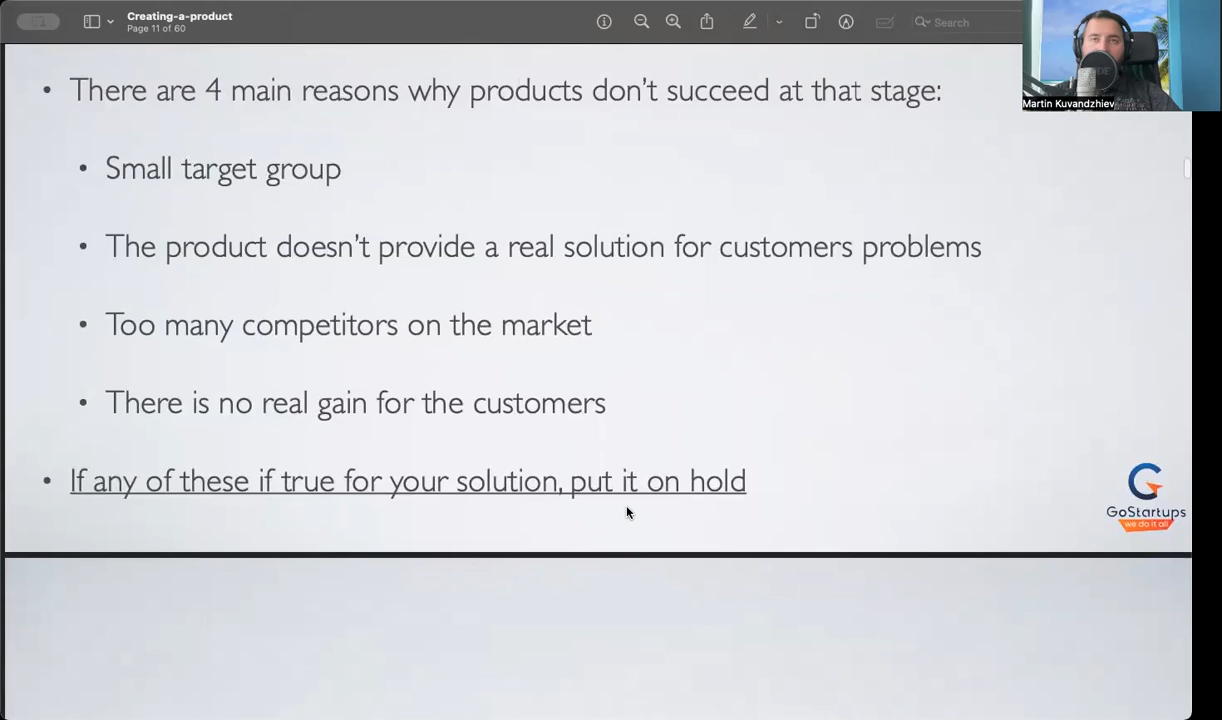 Creating-a-product
Page 11 of 60
Search
Martin Kuvandzhiev
• There are 4 main reasons why products don't succeed at that stage:
• Small target group
• The product doesn't provide a real solution for customers problems
• Too many competitors on the market
• There is no real gain for the customers
• If any of these if true for your solution, put it on hold
GoStartups
we do it all